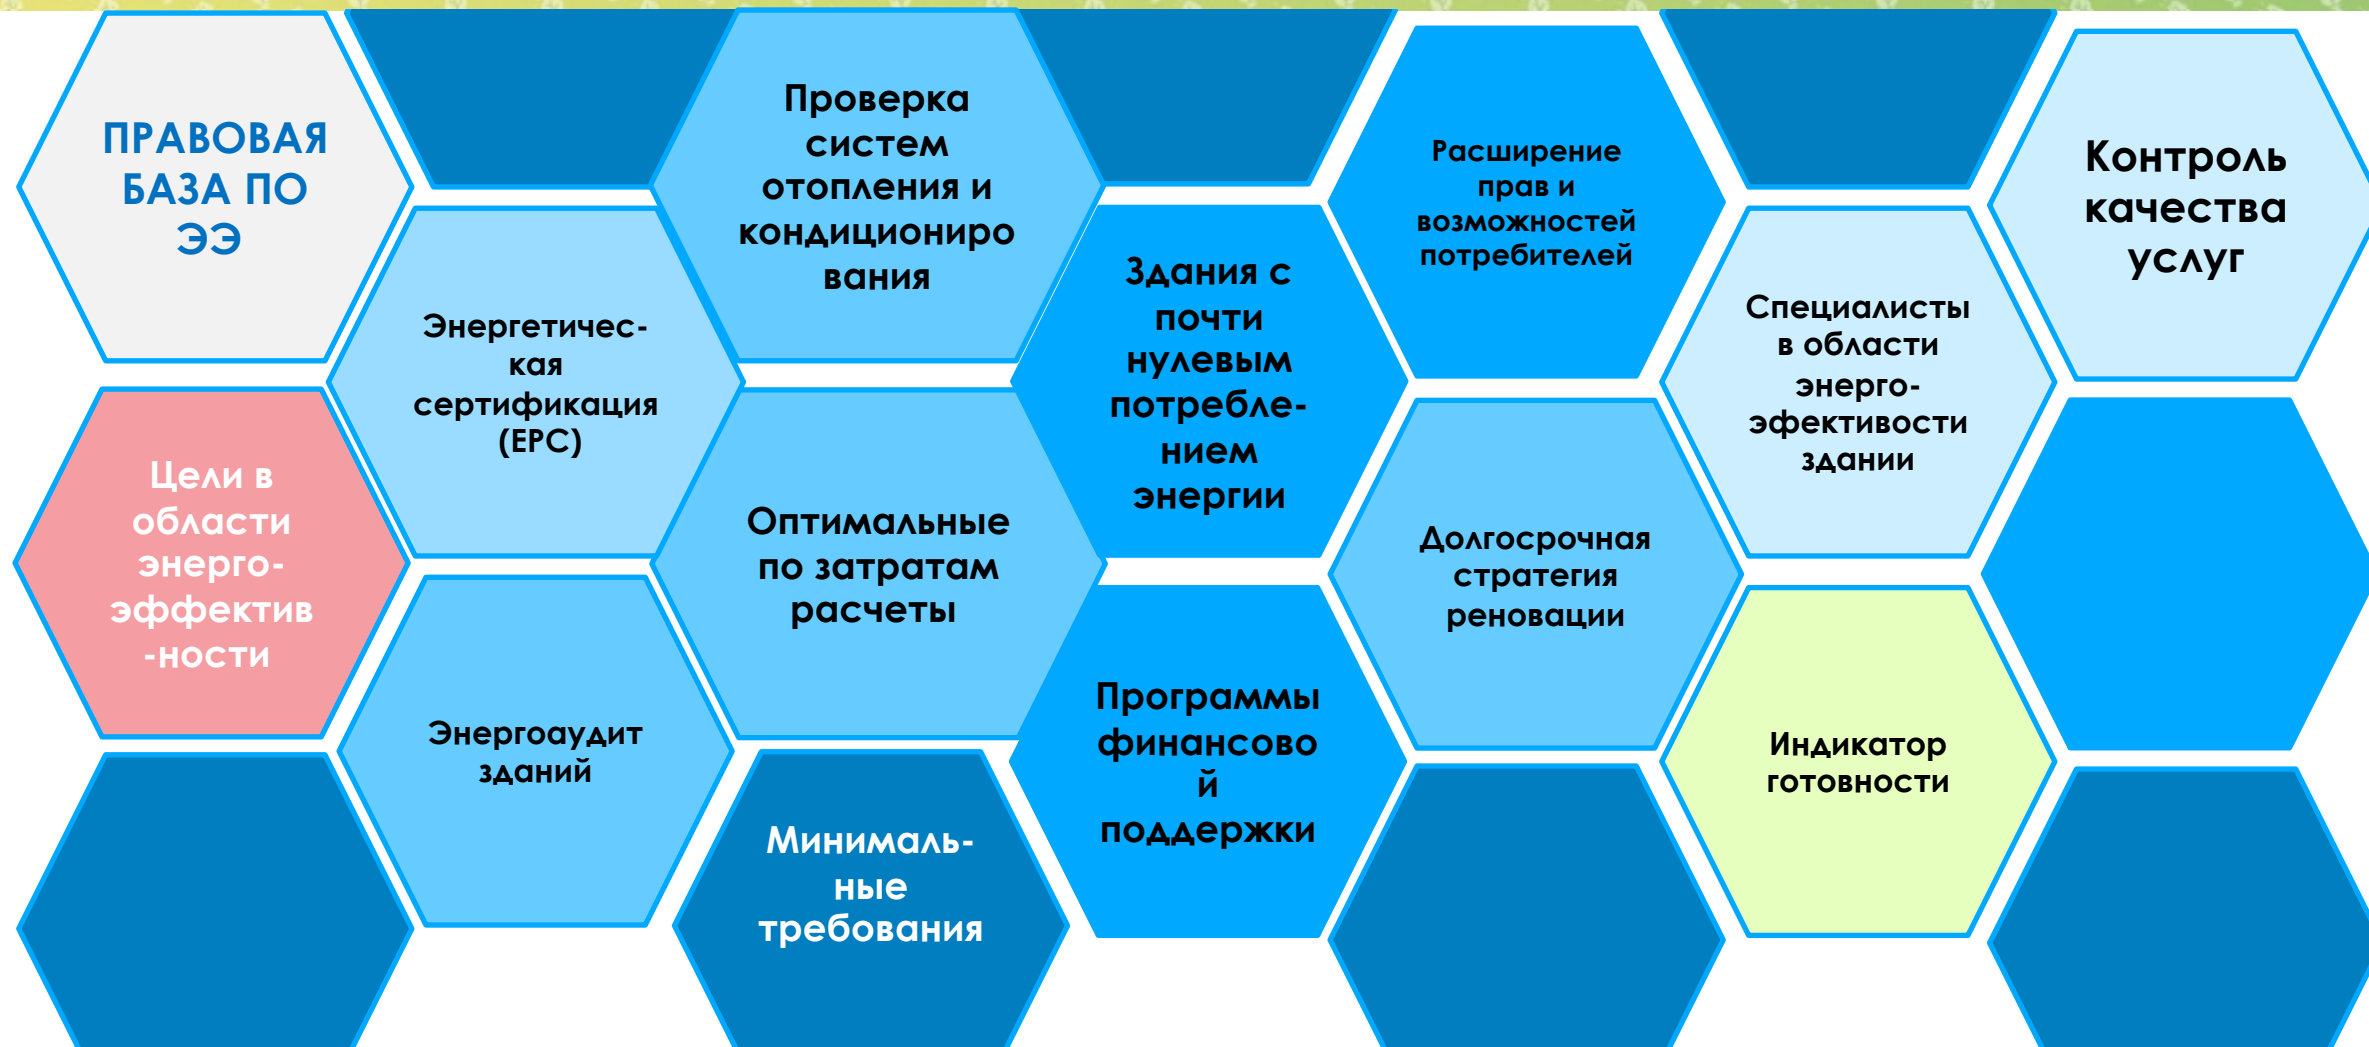 ПРАВОВАЯ
БАЗА ПО
ЭЭ
Цели в
области
энерго-
эффектив
-ности
Энергетичес-
кая
сертификация
(EPC)
Энергоаудит
зданий
Проверка
систем
отопления и
кондициониро
вания
Оптимальные
по затратам
расчеты
Минималь-
ные
требования
Здания с
почти
нулевым
потребле-
нием
энергии
Программы
финансово
й
поддержки
Расширение
прав и
возможностей
потребителей
Долгосрочная
стратегия
реновации
Специалисты
в области
энерго-
эфективости
здании
Индикатор
готовности
Контроль
качества
услуг